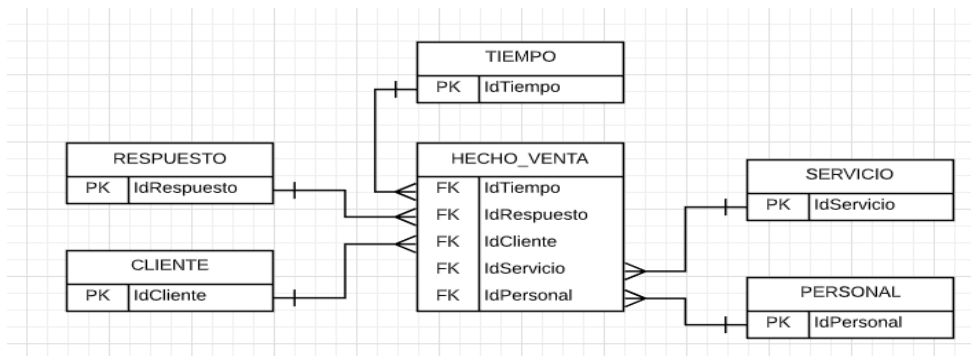 TIEMPO
PK IdTiempo
RESPUESTO
PK IdRespuesto
CLIENTE
PK IdCliente
HECHO_VENTA
FK IdTiempo
FK IdRespuesto
FK IdCliente
FK IdServicio
FK IdPersonal
SERVICIO
PK IdServicio
PERSONAL
PK IdPersonal